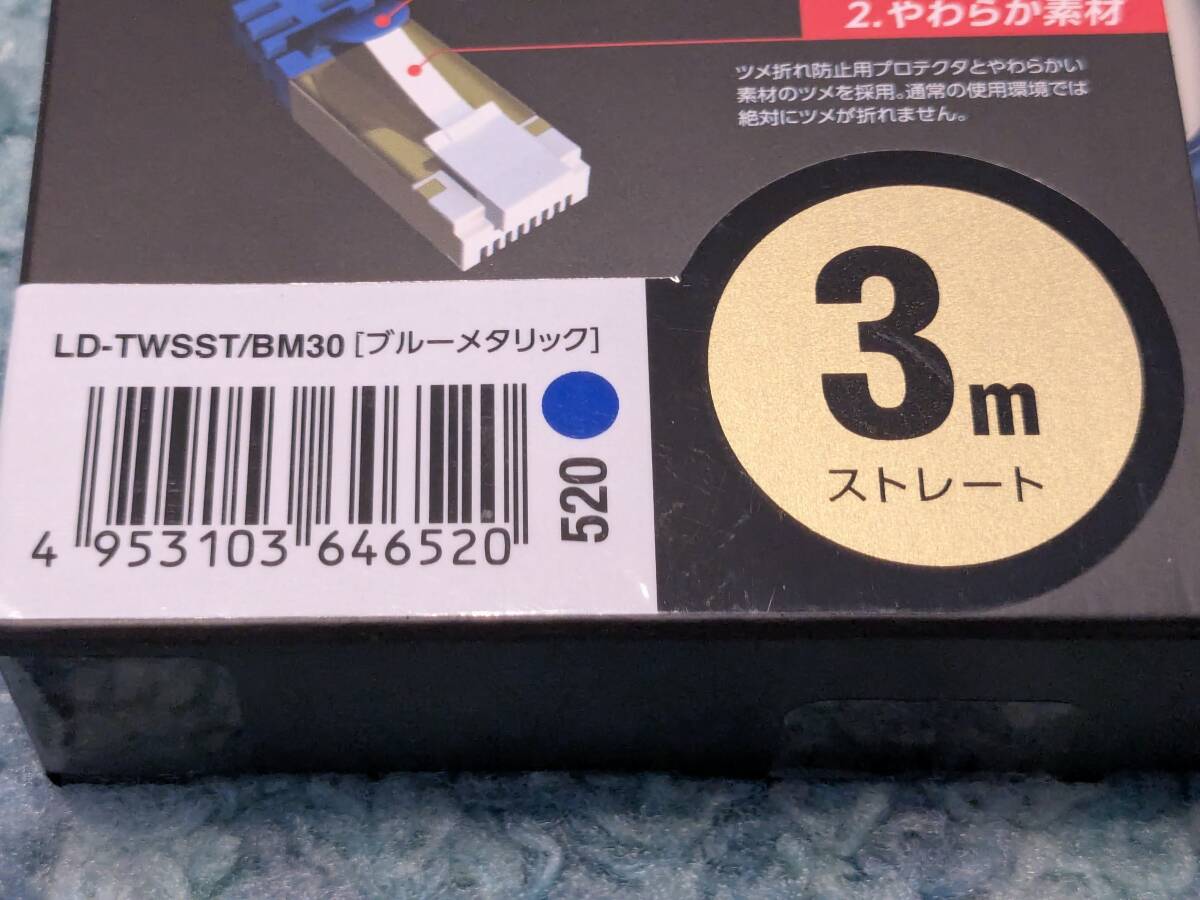 2.やわらか素材
ツメ折れ防止用プロテクタとやわらかい
素材のツメを採用。通常の使用環境では
絶対にツメが折れません。
LD-TWSST/BM30 [ブルーメタリック]
520
4 953103 646520
3m
ストレート